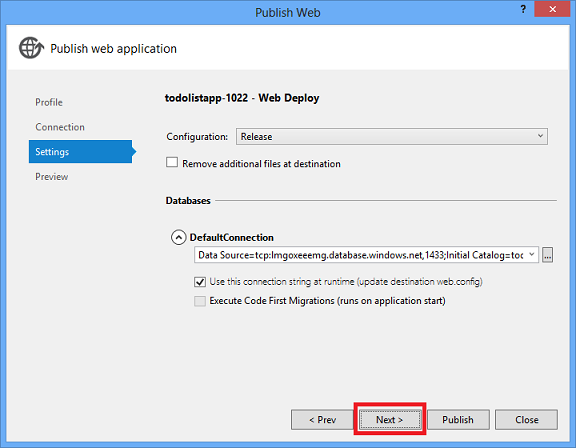 Publish Web
?
Publish web application
Profile
Connection
Settings
Preview
todolistapp-1022 - Web Deploy
Configuration: Release
Remove additional files at destination
Databases
DefaultConnection
Data Source=tcp:lmgoxeeemg.database.windows.net,1433;Initial Catalog=toc
...
Use this connection string at runtime (update destination web.config)
Execute Code First Migrations (runs on application start)
< Prev
Next >
Publish
Close